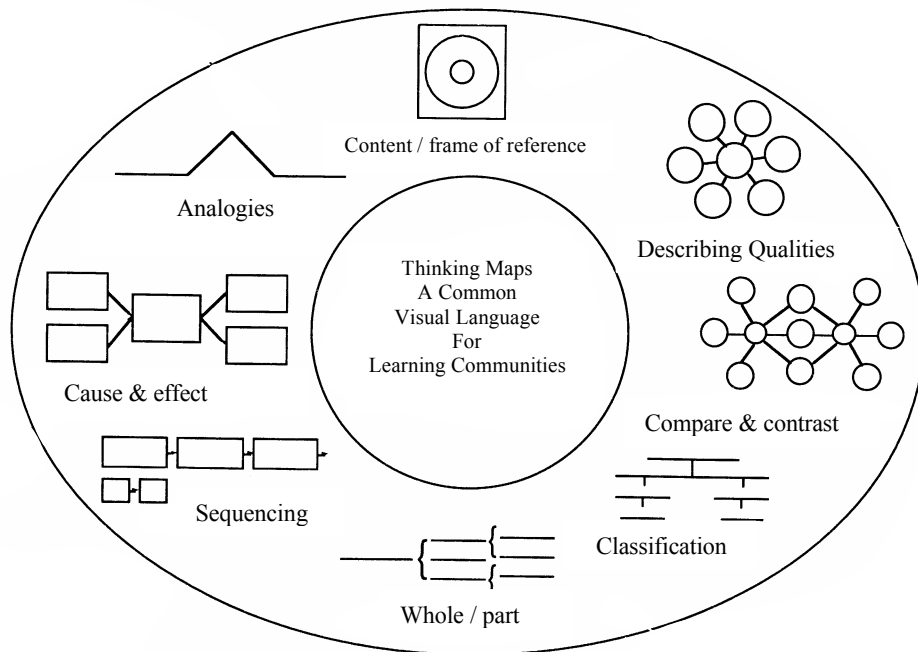 Content / frame of reference
Analogies
Describing Qualities
Thinking Maps
A Common
Visual Language
For
Learning Communities
Cause & effect
Compare & contrast
Sequencing
Classification
Whole / part